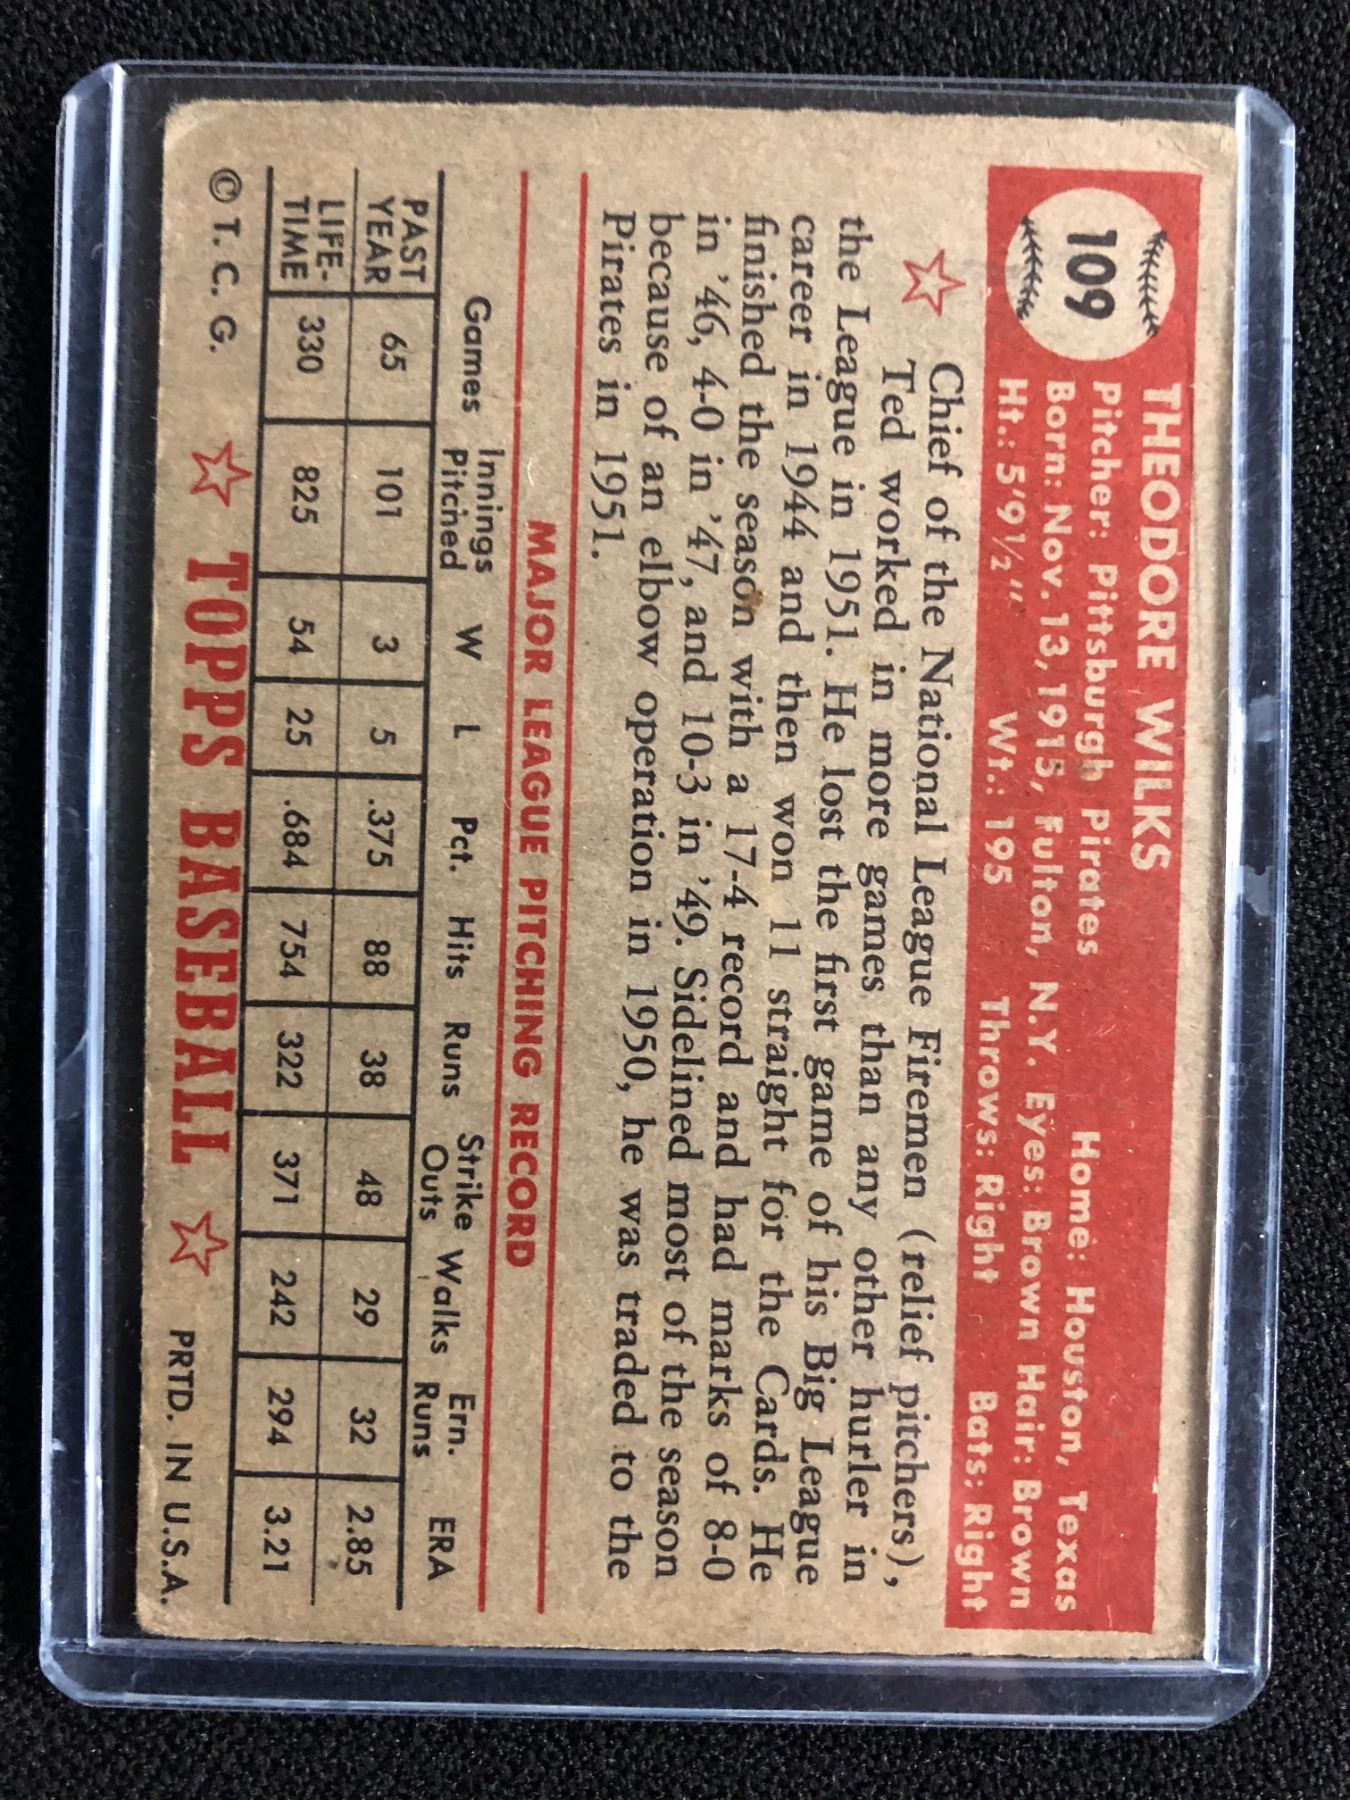 109
THEODORE WILKS
Pitcher: Pittsburgh Pirates Home: Houston, Texas
Born: Nov. 13, 1915, Fulton, N.Y. Eyes: Brown Hair: Brown
Ht.: 5'9½" Wt.: 195 Throws: Right Bats: Right
Chief of the National League Firemen (relief pitchers),
Ted worked in more games than any other hurler in
the League in 1951. He lost the first game of his Big League
career in 1944 and then won 11 straight for the Cards. He
finished the season with a 17-4 record and had marks of 8-0
in '46, 4-0 in '47, and 10-3 in '49. Sidelined most of the season
because of an elbow operation in 1950, he was traded to the
Pirates in 1951.
MAJOR LEAGUE PITCHING RECORD
Games Innings Pitched W L Pct. Hits Runs Strike Outs Walks Ern. Runs ERA
PAST YEAR 65 101 3 5 .375 88 38 48 29 32 2.85
LIFE-TIME 330 825 54 25 .684 754 322 371 242 294 3.21
© T. C. G. TOPPS BASEBALL PRTD. IN U.S.A.